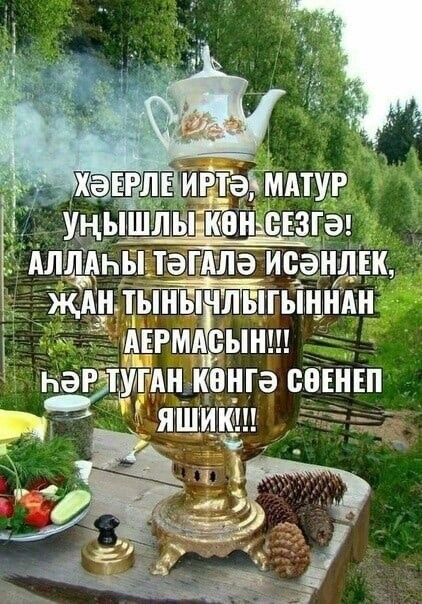 ХӘЕРЛЕ ИРТӘ, МАТУР
УҢЫШЛЫ КӨН СЕЗГӘ!
АЛЛАҺЫ ТӘГАЛӘ ИСӘНЛЕК,
ҖАН ТЫНЫЧЛЫГЫННАН
АЕРМАСЫН!!!
ҺӘР ТУГАН КӨНГӘ СӨЕНЕП
ЯШИК!!!